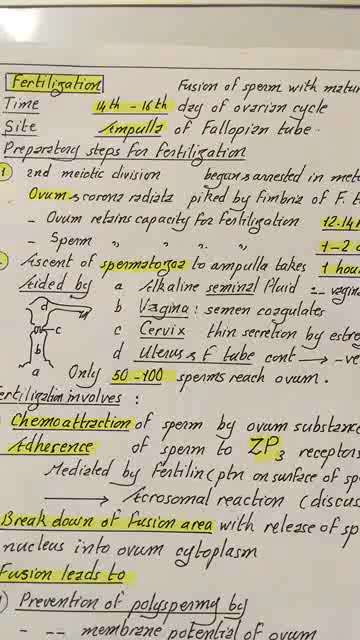 Fertilization Fusion of sperm with matur
Time 14th - 16th day of ovarian cycle
Site Ampulla of Fallopian tube.
Preparatory steps for fertilization
1 2nd meiotic division began & arrested in met
Ovum & corona radiata piked by fimbria of F. t
- Ovum retains capacity for fertilization 12-14
- Sperm " " " " 1-2
Ascent of spermatozoa to ampulla takes 1 hour
Aided by a Alkaline seminal fluid :- vagin
b Vagina : semen coagulates
c Cervix thin secretion by estro
d Uterus & F tube cont → -ve
d
c
b
a
Only 50 - 100 sperms reach ovum.
Fertilization involves :
Chemoattraction of sperm by ovum substanc
Adherence of sperm to ZP3 receptors
Mediated by Fertilin (ptn on surface of sp
→ Acrosomal reaction (discus
Break down of fusion area with release of sp
nucleus into ovum cytoplasm
Fusion leads to
) Prevention of polyspermy by
- -- membrane potential of ovum